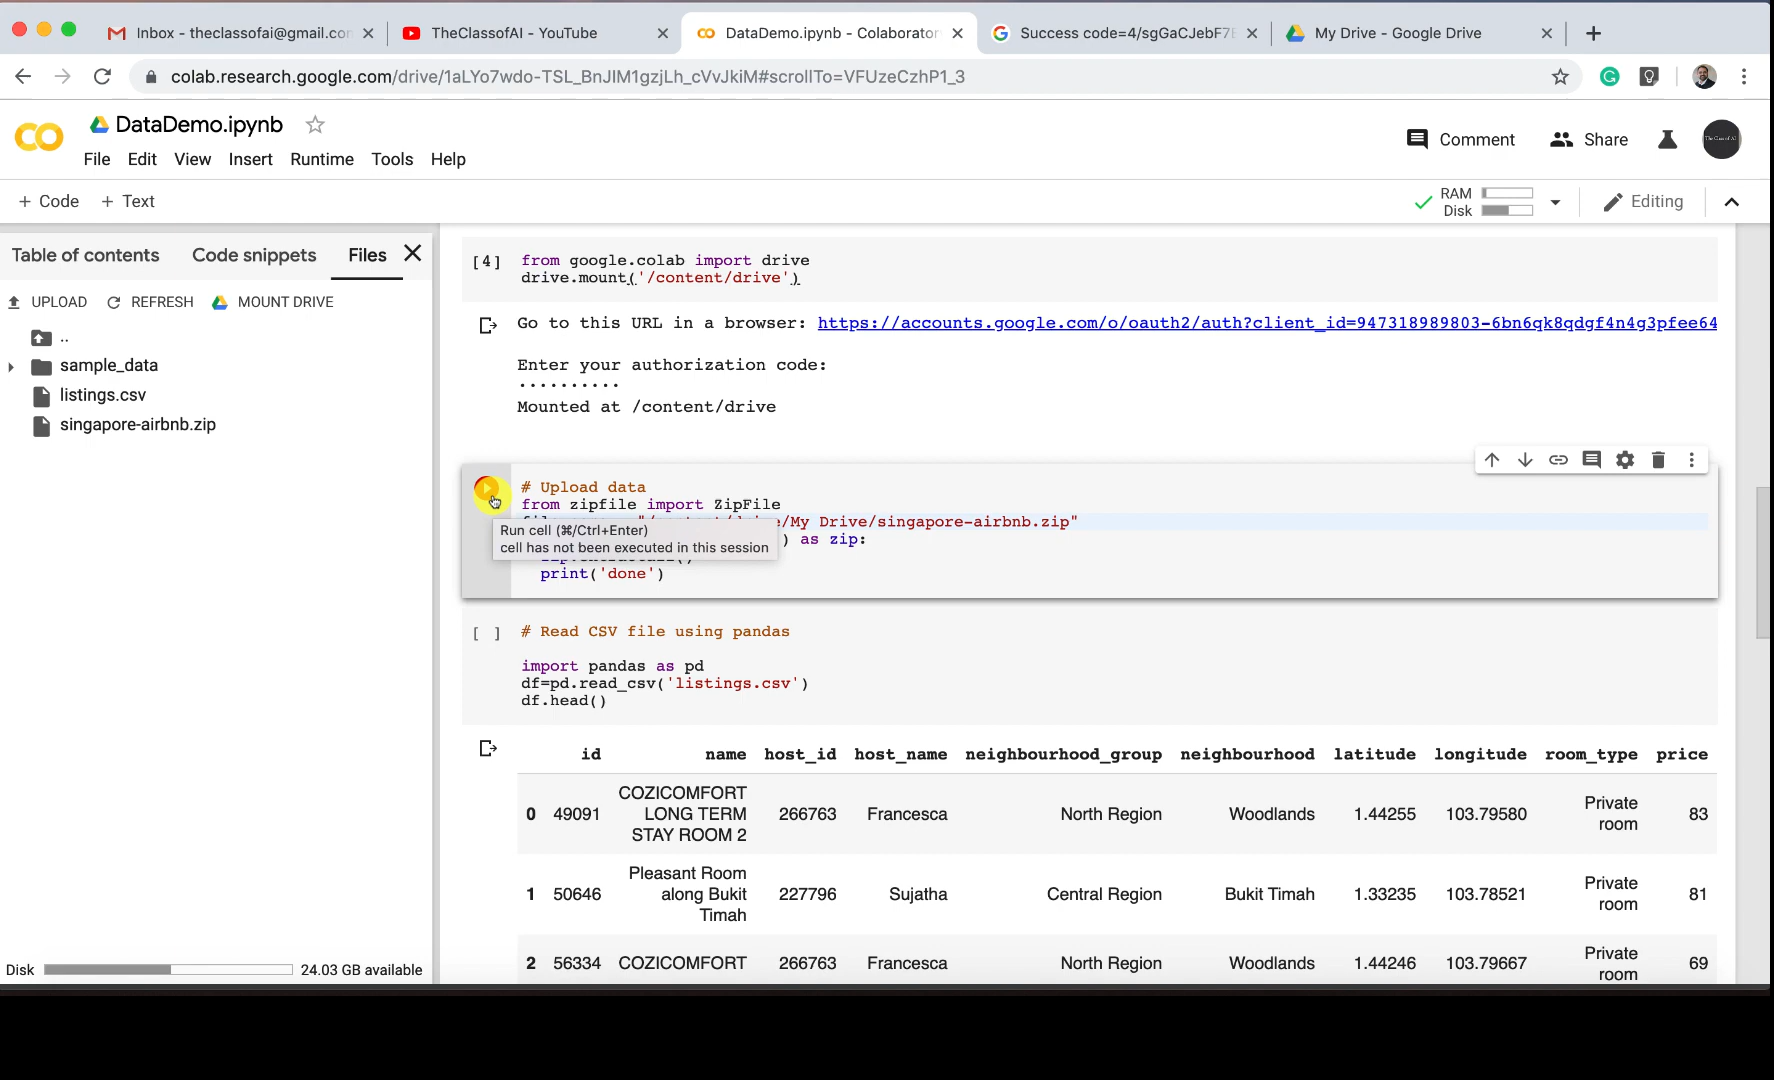 Inbox - theclassofai@gmail.co
TheClassofAI - YouTube
DataDemo.ipynb - Colaborator
Success code=4/sgGaCJebF7
My Drive - Google Drive
colab.research.google.com/drive/1aLYo7wdo-TSL_BnJlM1gzjLh_cVvJkiM#scrollTo=VFUzeCzhP1_3
DataDemo.ipynb
File Edit View Insert Runtime Tools Help
Comment Share
+ Code + Text
RAM
Disk
Editing
Table of contents Code snippets Files
UPLOAD REFRESH MOUNT DRIVE
..
sample_data
listings.csv
singapore-airbnb.zip
Disk 24.03 GB available
[4] from google.colab import drive
drive.mount('/content/drive')
Go to this URL in a browser: https://accounts.google.com/o/oauth2/auth?client_id=947318989803-6bn6qk8qdgf4n4g3pfee64
Enter your authorization code:
··········
Mounted at /content/drive
# Upload data
from zipfile import ZipFile
/My Drive/singapore-airbnb.zip"
) as zip:
Run cell (⌘/Ctrl+Enter)
cell has not been executed in this session
print('done')
[ ] # Read CSV file using pandas
import pandas as pd
df=pd.read_csv('listings.csv')
df.head()
id name host_id host_name neighbourhood_group neighbourhood latitude longitude room_type price
0 49091 COZICOMFORT LONG TERM STAY ROOM 2 266763 Francesca North Region Woodlands 1.44255 103.79580 Private room 83
1 50646 Pleasant Room along Bukit Timah 227796 Sujatha Central Region Bukit Timah 1.33235 103.78521 Private room 81
2 56334 COZICOMFORT 266763 Francesca North Region Woodlands 1.44246 103.79667 Private room 69